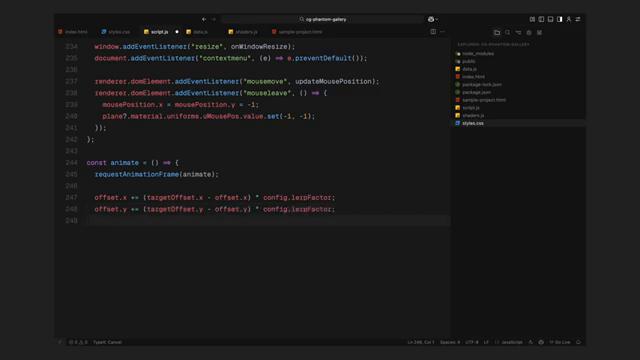 cg-phantom-gallery
index.html
styles.css
script.js
data.js
shaders.js
sample-project.html
234 window.addEventListener("resize", onWindowResize);
235 document.addEventListener("contextmenu", (e) => e.preventDefault());
236
237 renderer.domElement.addEventListener("mousemove", updateMousePosition);
238 renderer.domElement.addEventListener("mouseleave", () => {
239 mousePosition.x = mousePosition.y = -1;
240 plane?.material.uniforms.uMousePos.value.set(-1, -1);
241 });
242 };
243
244 const animate = () => {
245 requestAnimationFrame(animate);
246
247 offset.x += (targetOffset.x - offset.x) * config.lerpFactor;
248 offset.y += (targetOffset.y - offset.y) * config.lerpFactor;
249
EXPLORER: CG-PHANTOM-GALLERY
node_modules
public
data.js
index.html
package-lock.json
package.json
sample-project.html
script.js
shaders.js
styles.css
0 0
Ln 249, Col 1
Spaces: 4
UTF-8
LF
{} JavaScript
Go Live